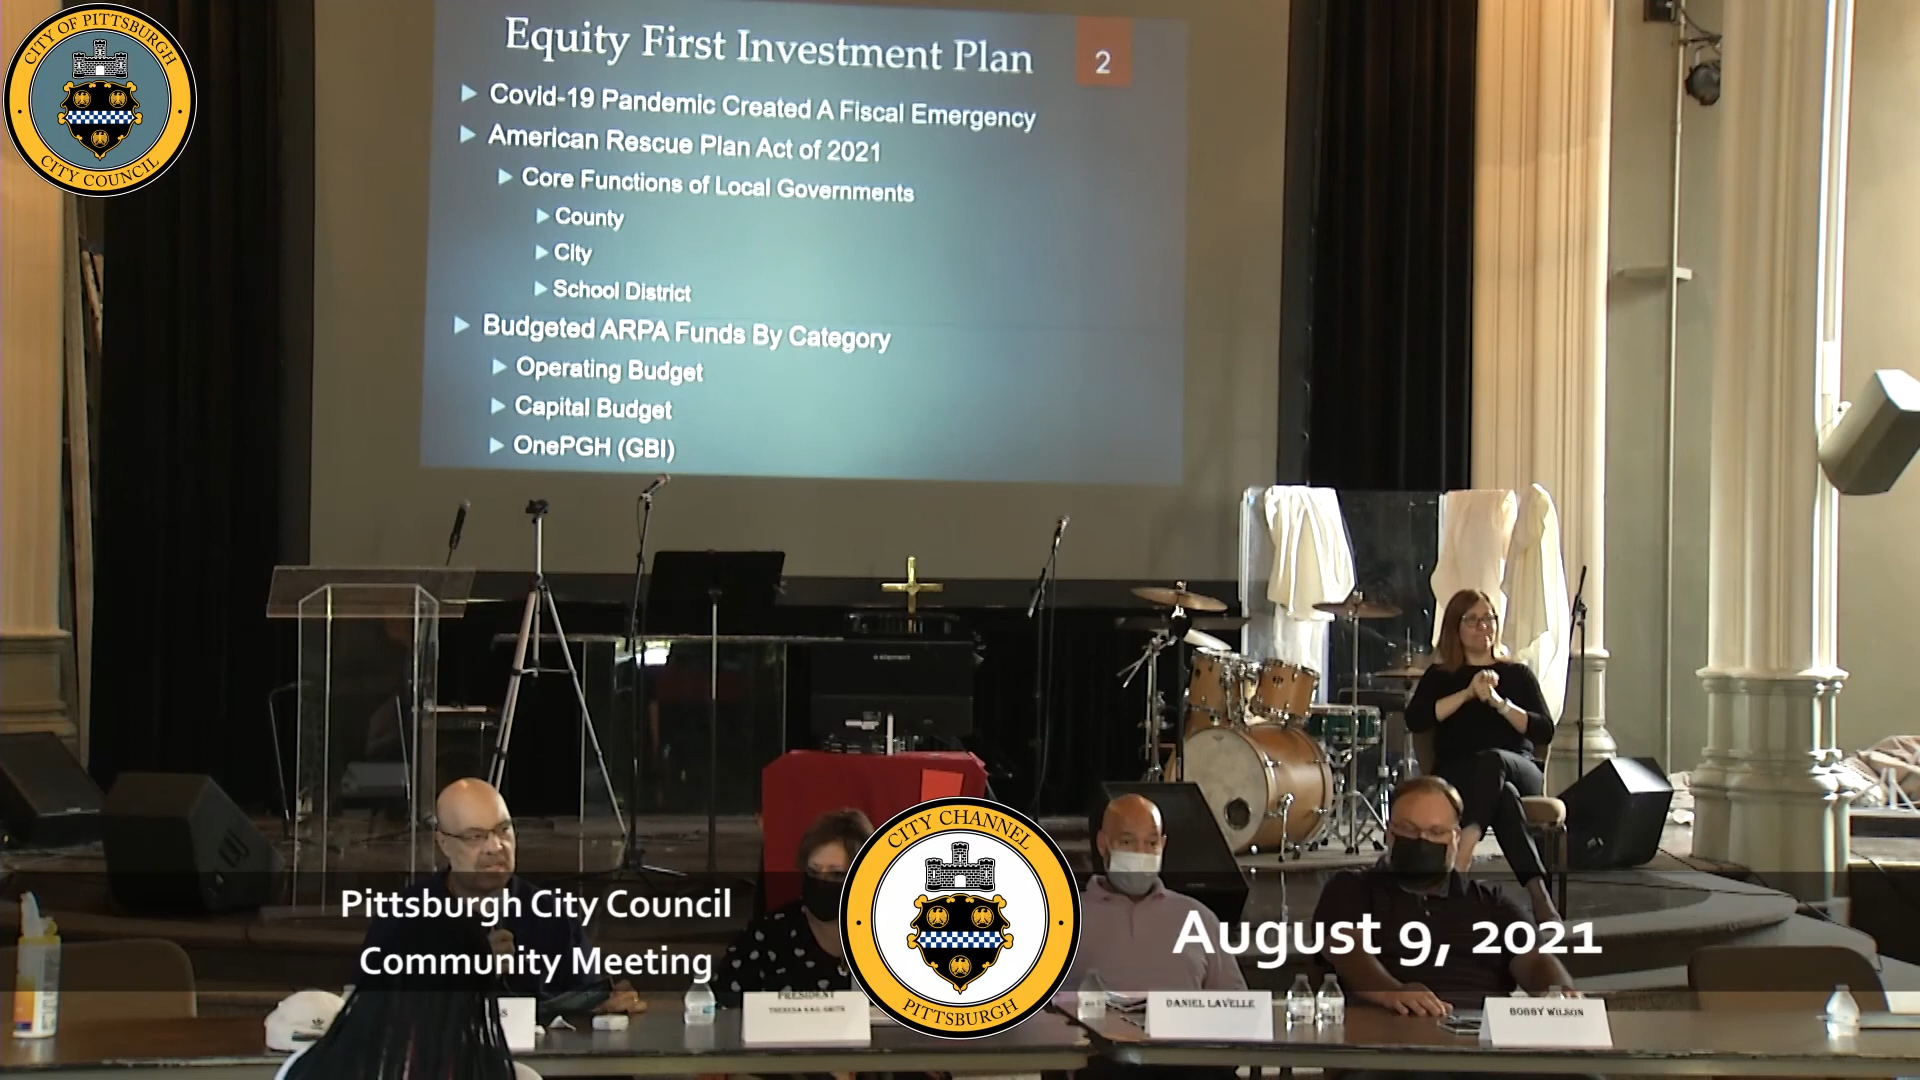 CITY OF PITTSBURGH
CITY COUNCIL
Equity First Investment Plan
2
Covid-19 Pandemic Created A Fiscal Emergency
American Rescue Plan Act of 2021
Core Functions of Local Governments
County
City
School District
Budgeted ARPA Funds By Category
Operating Budget
Capital Budget
OnePGH (GBI)
Pittsburgh City Council
Community Meeting
CITY CHANNEL
PITTSBURGH
August 9, 2021
S
PRESIDENT
THERESA KAIL-SMITH
DANIEL LAVELLE
BOBBY WILSON